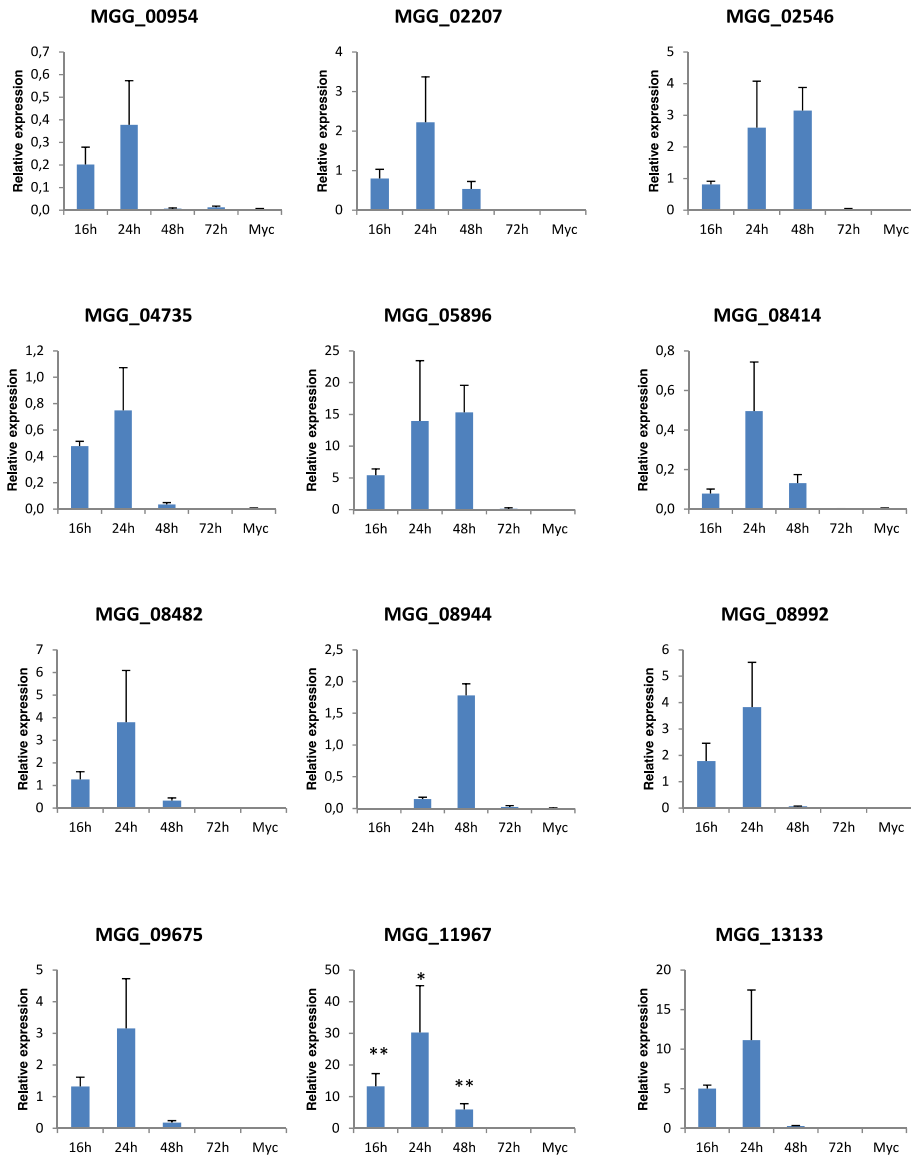 MGG_00954
Relative expression
0,7
0,6
0,5
0,4
0,3
0,2
0,1
0,0
16h 24h 48h 72h Myc
MGG_02207
Relative expression
4
3
2
1
0
16h 24h 48h 72h Myc
MGG_02546
Relative expression
5
4
3
2
1
0
16h 24h 48h 72h Myc
MGG_04735
Relative expression
1,2
1,0
0,8
0,6
0,4
0,2
0,0
16h 24h 48h 72h Myc
MGG_05896
Relative expression
25
20
15
10
5
0
16h 24h 48h 72h Myc
MGG_08414
Relative expression
0,8
0,6
0,4
0,2
0,0
16h 24h 48h 72h Myc
MGG_08482
Relative expression
7
6
5
4
3
2
1
0
16h 24h 48h 72h Myc
MGG_08944
Relative expression
2,5
2,0
1,5
1,0
0,5
0,0
16h 24h 48h 72h Myc
MGG_08992
Relative expression
6
5
4
3
2
1
0
16h 24h 48h 72h Myc
MGG_09675
Relative expression
5
4
3
2
1
0
16h 24h 48h 72h Myc
MGG_11967
Relative expression
50
40
30
20
10
0
** * **
16h 24h 48h 72h Myc
MGG_13133
Relative expression
20
15
10
5
0
16h 24h 48h 72h Myc